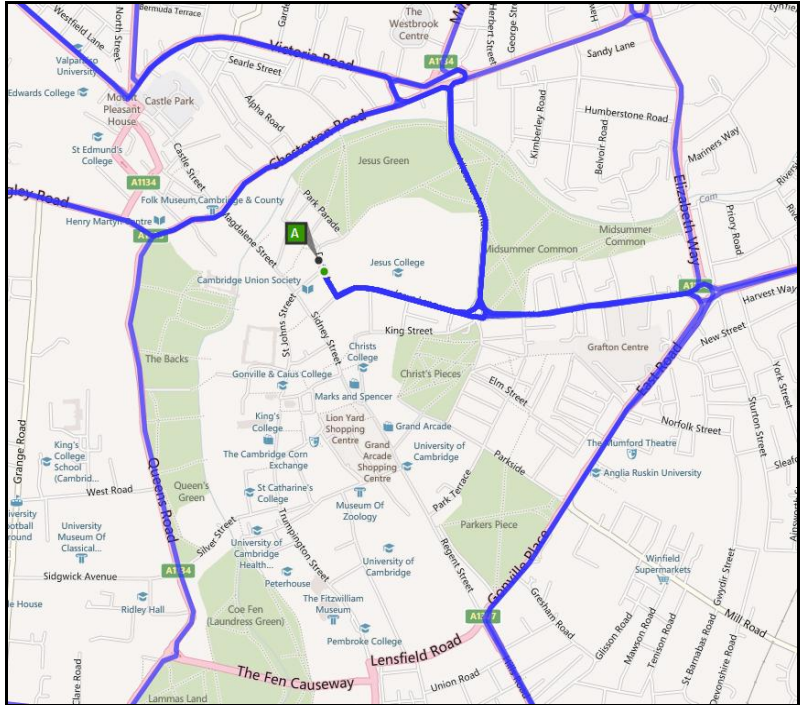 Westfield Lane
North Street
Bermuda Terrace
The
Westbrook
Centre
Herbert Street
Sandy Lane
Valparaiso
University
Victoria Road
Searle Street
A1134
Edwards College
Mount
Pleasant
House
Castle Park
Alpha Road
Humberstone Road
Kimberley Road
Belvoir Road
Chesterton Road
St Edmund's
College
Castle Street
Jesus Green
Mariners Way
A1134
gley Road
Folk Museum,Cambridge & County
Park Parade
Elizabeth Way
Cam
Henry Martyn Centre
Magdalene Street
A
Jesus College
Midsummer Common
Midsummer
Common
Priory Road
Cambridge Union Society
Harvest Way
St Johns Street
Sidney Street
King Street
New Street
The Backs
Christs
College
Christ's Pieces
Grafton Centre
East Road
Gonville & Caius College
Elm Street
York Street
Marks and Spencer
Grange Road
King's
College
Lion Yard
Shopping
Centre
Grand Arcade
Norfolk Street
Sturton Street
King's
College
School
(Cambrid...
The Cambridge Corn
Exchange
Grand
Arcade
Shopping
Centre
University of
Cambridge
The Mumford Theatre
Parkside
Anglia Ruskin University
West Road
Queen's
Green
St Catharine's
College
Park Terrace
Museum Of
Zoology
Queens Road
University
Museum Of
Classical...
Silver Street
Trumpington Street
Parkers Piece
University of
Cambridge
Health...
University of
Cambridge
Regent Street
Gonville Place
Winfield
Supermarkets
Sidgwick Avenue
A1134
Peterhouse
Gresham Road
Gwydir Street
Ridley Hall
Coe Fen
(Laundress Green)
The Fitzwilliam
Museum
Glisson Road
Mawson Road
Tenison Road
Mill Road
Pembroke College
Lensfield Road
St Barnabas Road
Devonshire Road
The Fen Causeway
Union Road
Lammas Land